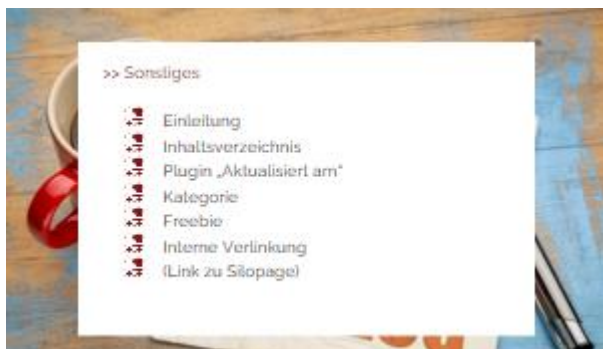 >> Sonstiges
Einleitung
Inhaltsverzeichnis
Plugin „Aktualisiert am“
Kategorie
Freebie
Interne Verlinkung
(Link zu Silopage)